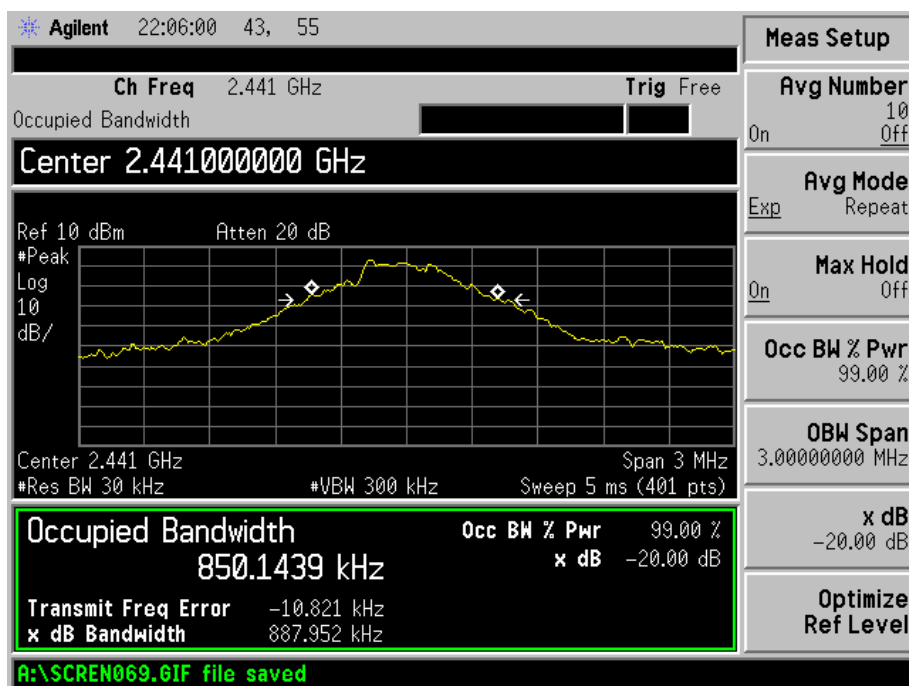 Agilent 22:06:00 43, 55
Meas Setup
Ch Freq 2.441 GHz Trig Free
Occupied Bandwidth
Center 2.441000000 GHz
Ref 10 dBm Atten 20 dB
#Peak
Log
10
dB/
Center 2.441 GHz Span 3 MHz
#Res BW 30 kHz #VBW 300 kHz Sweep 5 ms (401 pts)
Occupied Bandwidth Occ BW % Pwr 99.00 %
850.1439 kHz x dB -20.00 dB
Transmit Freq Error -10.821 kHz
x dB Bandwidth 887.952 kHz
A:\SCREN069.GIF file saved
Avg Number
10
On Off
Avg Mode
Exp Repeat
Max Hold
On Off
Occ BW % Pwr
99.00 %
OBW Span
3.00000000 MHz
x dB
-20.00 dB
Optimize
Ref Level